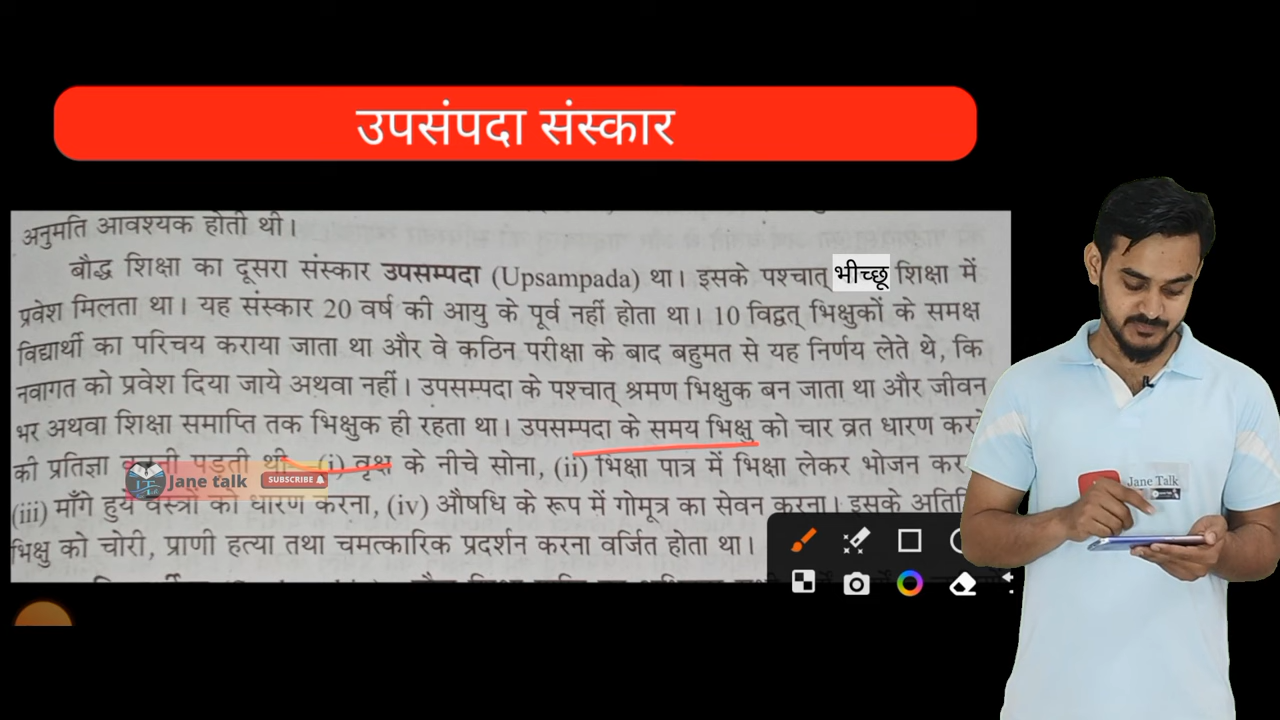 उपसंपदा संस्कार
अनुमति आवश्यक होती थी।
बौद्ध शिक्षा का दूसरा संस्कार उपसम्पदा (Upsampada) था। इसके पश्चात् भीच्छू शिक्षा में
प्रवेश मिलता था। यह संस्कार 20 वर्ष की आयु के पूर्व नहीं होता था। 10 विद्वत् भिक्षुकों के समक्ष
विद्यार्थी का परिचय कराया जाता था और वे कठिन परीक्षा के बाद बहुमत से यह निर्णय लेते थे, कि
नवागत को प्रवेश दिया जाये अथवा नहीं। उपसम्पदा के पश्चात् श्रमण भिक्षुक बन जाता था और जीवन
भर अथवा शिक्षा समाप्ति तक भिक्षुक ही रहता था। उपसम्पदा के समय भिक्षु को चार व्रत धारण
की प्रतिज्ञा पड़ती थी (i) वृक्ष के नीचे सोना, (ii) भिक्षा पात्र में भिक्षा लेकर भोजन
(iii) माँगे हुये वस्त्रों को धारण करना, (iv) औषधि के रूप में गोमूत्र का सेवन करना। इसके
भिक्षु को चोरी, प्राणी हत्या तथा चमत्कारिक प्रदर्शन करना वर्जित होता था।
Jane talk
SUBSCRIBE
Jane Talk